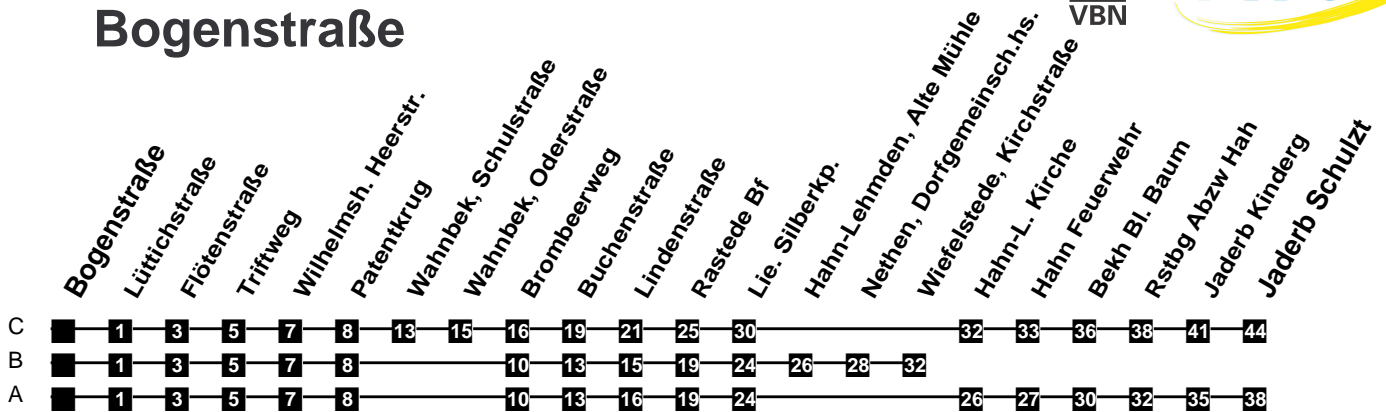 Bogenstraße
VBN
Bogenstraße
Lüttichstraße
Flötenstraße
Triftweg
Wilhelmsh. Heerstr.
Patentkrug
Wahnbek, Schulstraße
Wahnbek, Oderstraße
Brombeerweg
Buchenstraße
Lindenstraße
Rastede Bf
Lie. Silberkp.
Hahn-Lehmden, Alte Mühle
Nethen, Dorfgemeinsch.hs.
Wiefelstede, Kirchstraße
Hahn-L. Kirche
Hahn Feuerwehr
Bekh Bl. Baum
Rstbg Abzw Hah
Jaderb Kinderg
Jaderb Schulzt
C 1 3 5 7 8 13 15 16 19 21 25 30 32 33 36 38 41 44
B 1 3 5 7 8 10 13 15 19 24 26 28 32
A 1 3 5 7 8 10 13 16 19 24 26 27 30 32 35 38